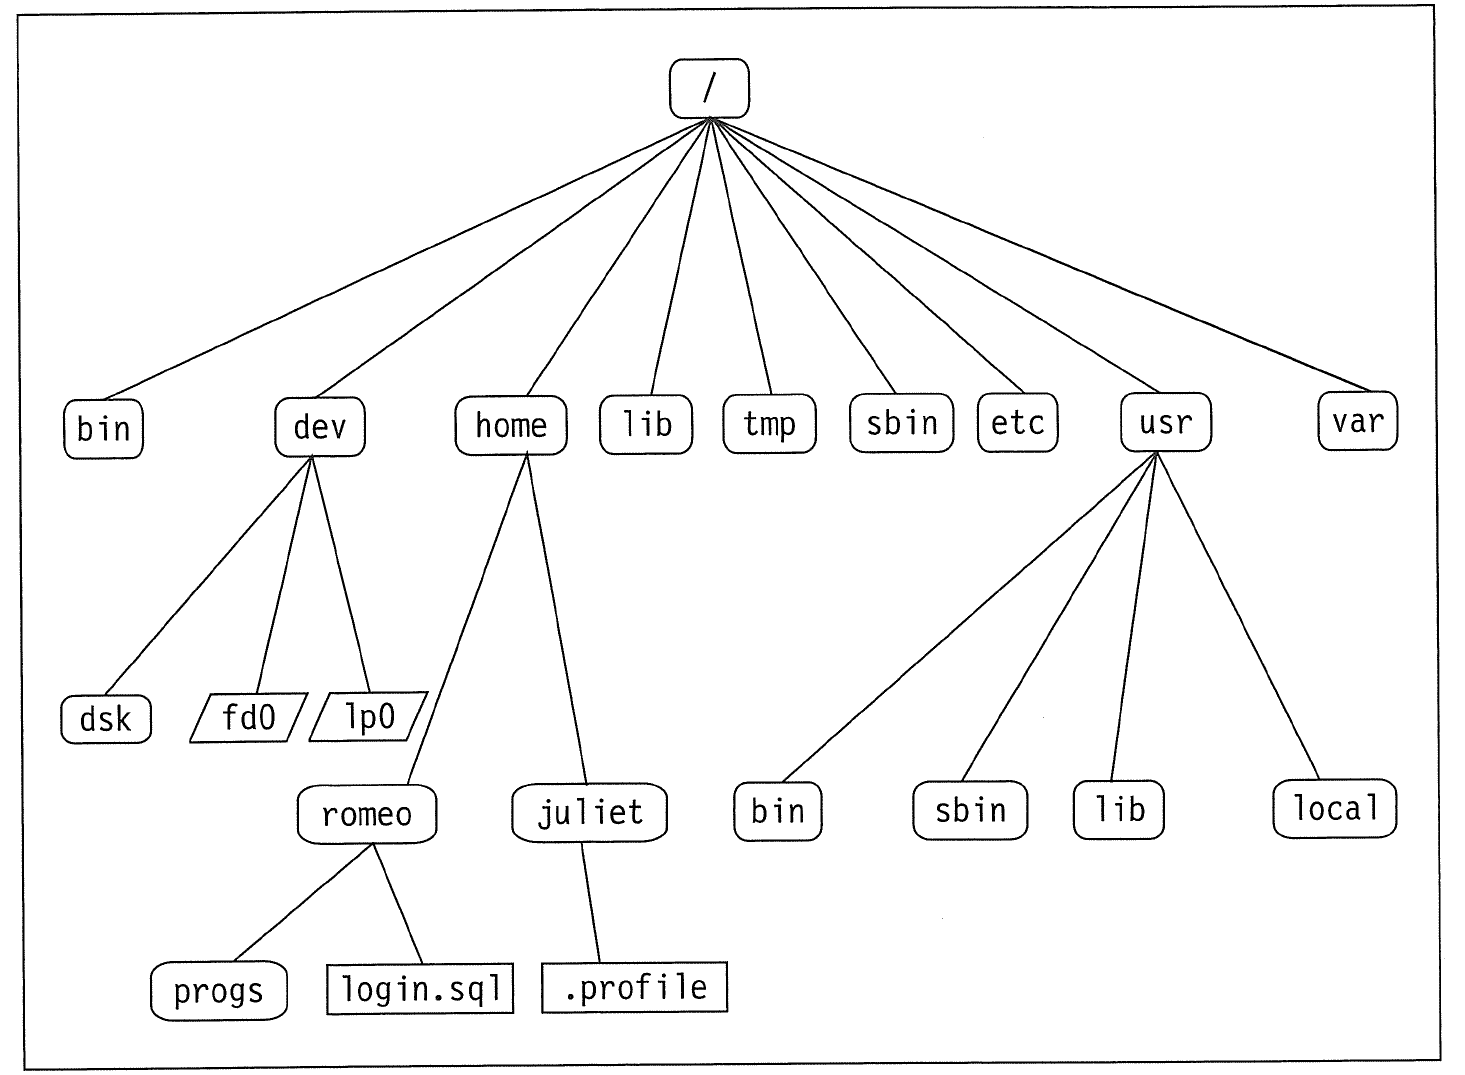 /
bin dev home lib tmp sbin etc usr var
dsk fd0 lp0
romeo juliet bin sbin lib local
progs login.sql .profile